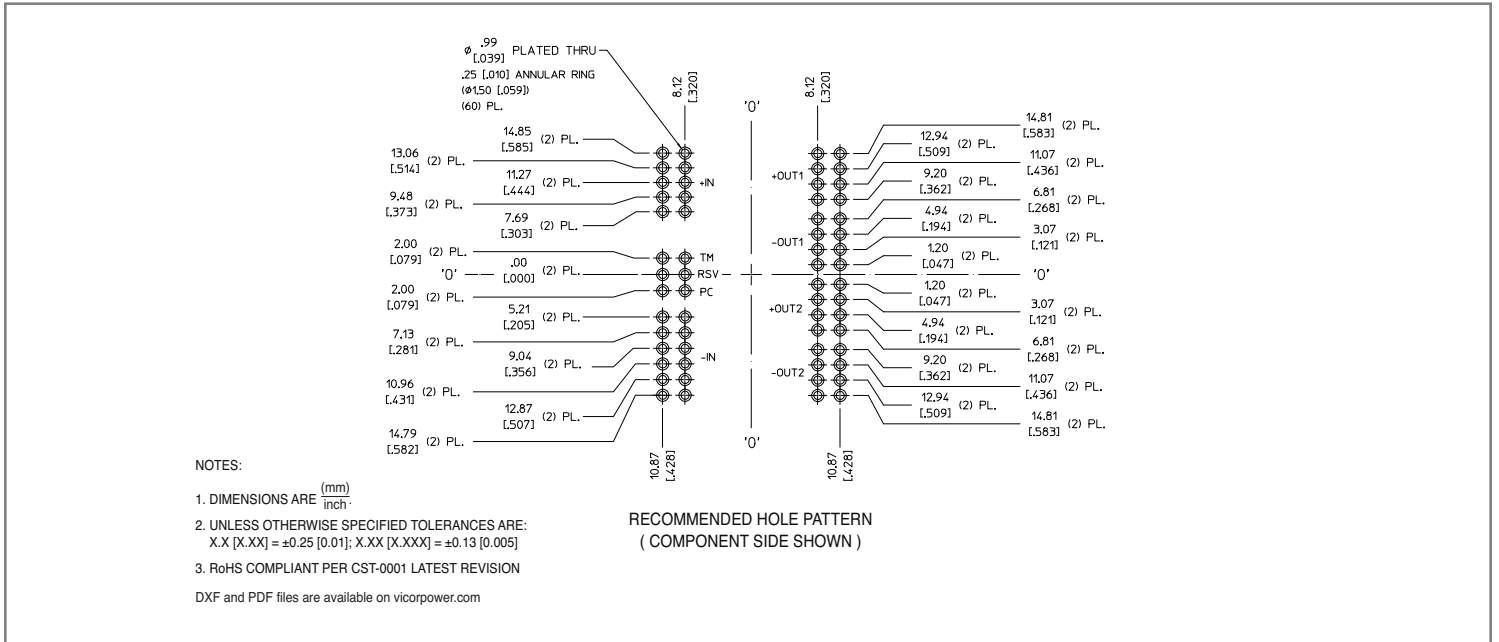 ø .99 PLATED THRU
[.039]
.25 [.010] ANNULAR RING
(ø1.50 [.059])
(60) PL.
8.12
[.320]
'0'
8.12
[.320]
14.85
[.585] (2) PL.
13.06
[.514] (2) PL.
11.27
[.444] (2) PL.
9.48
[.373] (2) PL.
7.69
[.303] (2) PL.
2.00
[.079] (2) PL.
'0'
.00
[.000] (2) PL.
2.00
[.079] (2) PL.
5.21
[.205] (2) PL.
7.13
[.281] (2) PL.
9.04
[.356] (2) PL.
10.96
[.431] (2) PL.
12.87
[.507] (2) PL.
14.79
[.582] (2) PL.
+IN
TM
RSV
PC
-IN
10.87
[.428]
'0'
+OUT1
-OUT1
+OUT2
-OUT2
10.87
[.428]
14.81
[.583] (2) PL.
12.94
[.509] (2) PL.
11.07
[.436] (2) PL.
9.20
[.362] (2) PL.
6.81
[.268] (2) PL.
4.94
[.194] (2) PL.
3.07
[.121] (2) PL.
1.20
[.047] (2) PL.
'0'
1.20
[.047] (2) PL.
3.07
[.121] (2) PL.
4.94
[.194] (2) PL.
6.81
[.268] (2) PL.
9.20
[.362] (2) PL.
11.07
[.436] (2) PL.
12.94
[.509] (2) PL.
14.81
[.583] (2) PL.
NOTES:
1. DIMENSIONS ARE (mm)
inch .
2. UNLESS OTHERWISE SPECIFIED TOLERANCES ARE:
X.X [X.XX] = ±0.25 [0.01]; X.XX [X.XXX] = ±0.13 [0.005]
3. RoHS COMPLIANT PER CST-0001 LATEST REVISION
DXF and PDF files are available on vicorpower.com
RECOMMENDED HOLE PATTERN
( COMPONENT SIDE SHOWN )